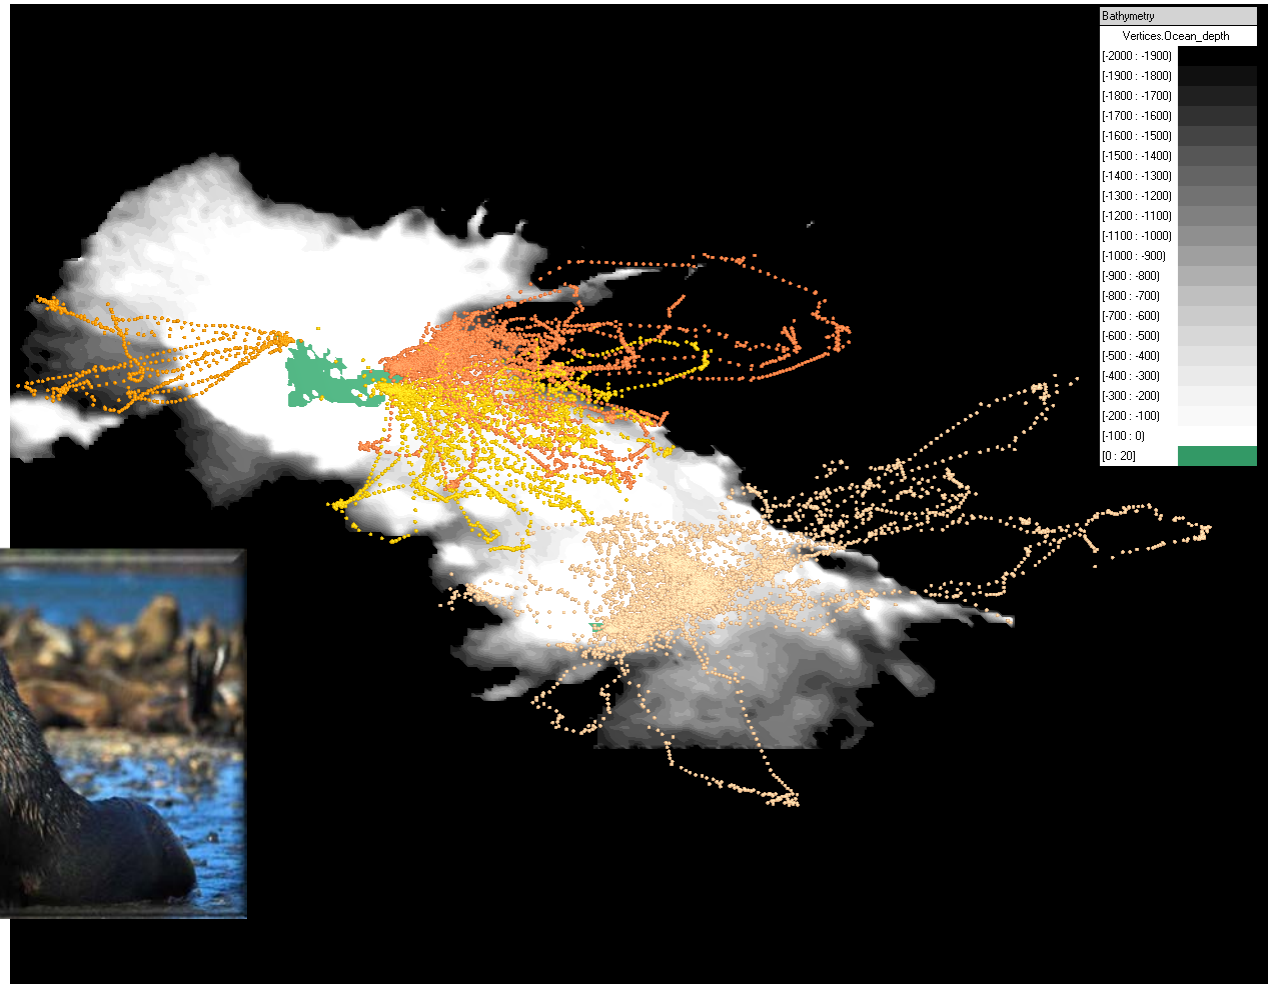 Bathymetry
Vertices.Ocean_depth
[-2000 : -1900)
[-1900 : -1800)
[-1800 : -1700)
[-1700 : -1600)
[-1600 : -1500)
[-1500 : -1400)
[-1400 : -1300)
[-1300 : -1200)
[-1200 : -1100)
[-1100 : -1000)
[-1000 : -900)
[-900 : -800)
[-800 : -700)
[-700 : -600)
[-600 : -500)
[-500 : -400)
[-400 : -300)
[-300 : -200)
[-200 : -100)
[-100 : 0)
[0 : 20]